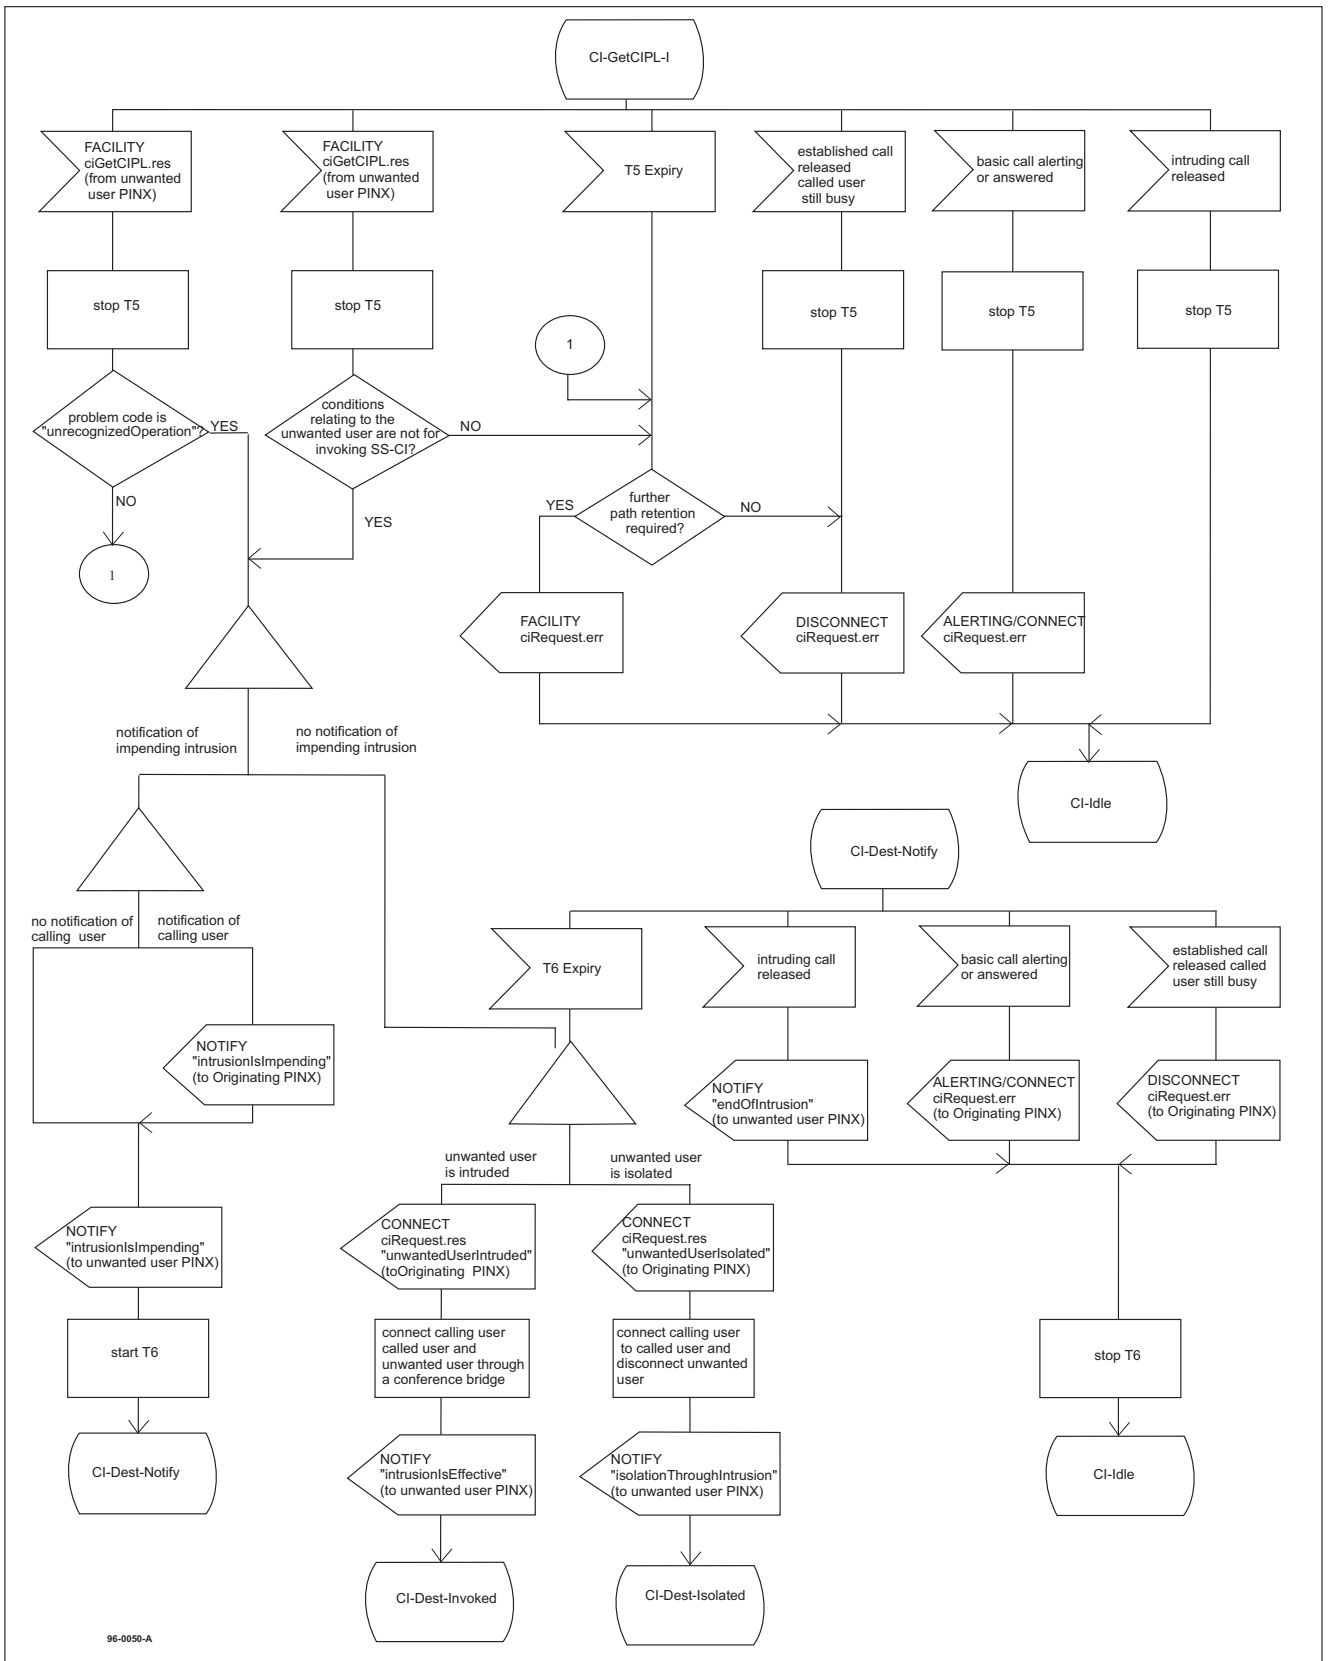 CI-GetCIPL-I
FACILITY
ciGetCIPL.res
(from unwanted
user PINX)
FACILITY
ciGetCIPL.res
(from unwanted
user PINX)
T5 Expiry
established call
released
called user
still busy
basic call alerting
or answered
intruding call
released
stop T5
stop T5
stop T5
stop T5
stop T5
1
problem code is
"unrecognizedOperation"?
YES
NO
1
conditions
relating to the
unwanted user are not for
invoking SS-CI?
NO
YES
further
path retention
required?
YES
NO
FACILITY
ciRequest.err
DISCONNECT
ciRequest.err
ALERTING/CONNECT
ciRequest.err
CI-Idle
notification of
impending intrusion
no notification of
impending intrusion
no notification of
calling user
notification of
calling user
NOTIFY
"intrusionIsImpending"
(to Originating PINX)
NOTIFY
"intrusionIsImpending"
(to unwanted user PINX)
start T6
CI-Dest-Notify
CI-Dest-Notify
T6 Expiry
intruding call
released
basic call alerting
or answered
established call
released called
user still busy
NOTIFY
"endOfIntrusion"
(to unwanted user PINX)
ALERTING/CONNECT
ciRequest.err
(to Originating PINX)
DISCONNECT
ciRequest.err
(to Originating PINX)
unwanted user
is intruded
unwanted user
is isolated
CONNECT
ciRequest.res
"unwantedUserIntruded"
(toOriginating PINX)
CONNECT
ciRequest.res
"unwantedUserIsolated"
(to Originating PINX)
connect calling user
called user and
unwanted user through
a conference bridge
connect calling user
to called user and
disconnect unwanted
user
stop T6
NOTIFY
"intrusionIsEffective"
(to unwanted user PINX)
NOTIFY
"isolationThroughIntrusion"
(to unwanted user PINX)
CI-Idle
CI-Dest-Invoked
CI-Dest-Isolated
96-0050-A